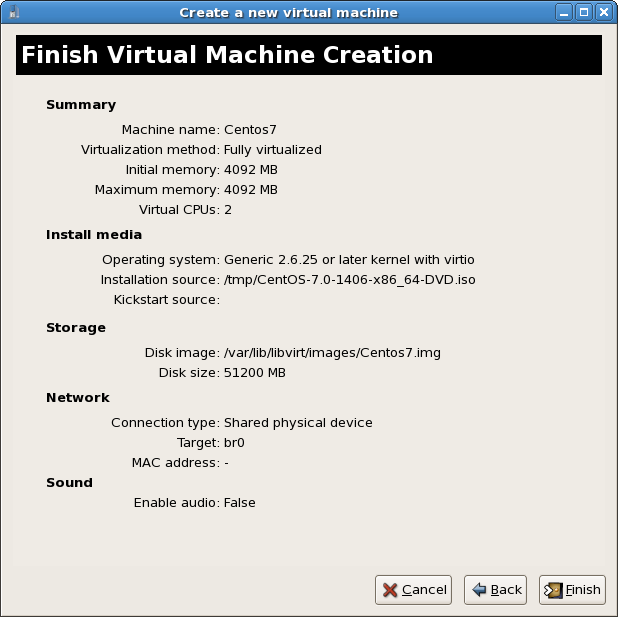 Create a new virtual machine
Finish Virtual Machine Creation
Summary
Machine name: Centos7
Virtualization method: Fully virtualized
Initial memory: 4092 MB
Maximum memory: 4092 MB
Virtual CPUs: 2
Install media
Operating system: Generic 2.6.25 or later kernel with virtio
Installation source: /tmp/CentOS-7.0-1406-x86_64-DVD.iso
Kickstart source:
Storage
Disk image: /var/lib/libvirt/images/Centos7.img
Disk size: 51200 MB
Network
Connection type: Shared physical device
Target: br0
MAC address: -
Sound
Enable audio: False
Cancel Back Finish